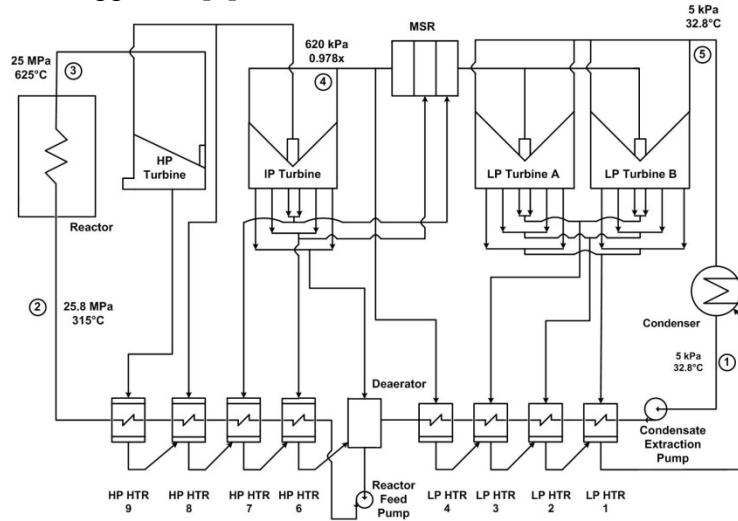 5 kPa
32.8°C
MSR
620 kPa
0.978x
25 MPa
625°C
3
4
5
HP
Turbine
IP Turbine
LP Turbine A
LP Turbine B
Reactor
2
25.8 MPa
315°C
Condenser
5 kPa
32.8°C
1
Deaerator
Condensate
Extraction
Pump
Reactor
Feed
Pump
HP HTR
9
HP HTR
8
HP HTR
7
HP HTR
6
LP HTR
4
LP HTR
3
LP HTR
2
LP HTR
1